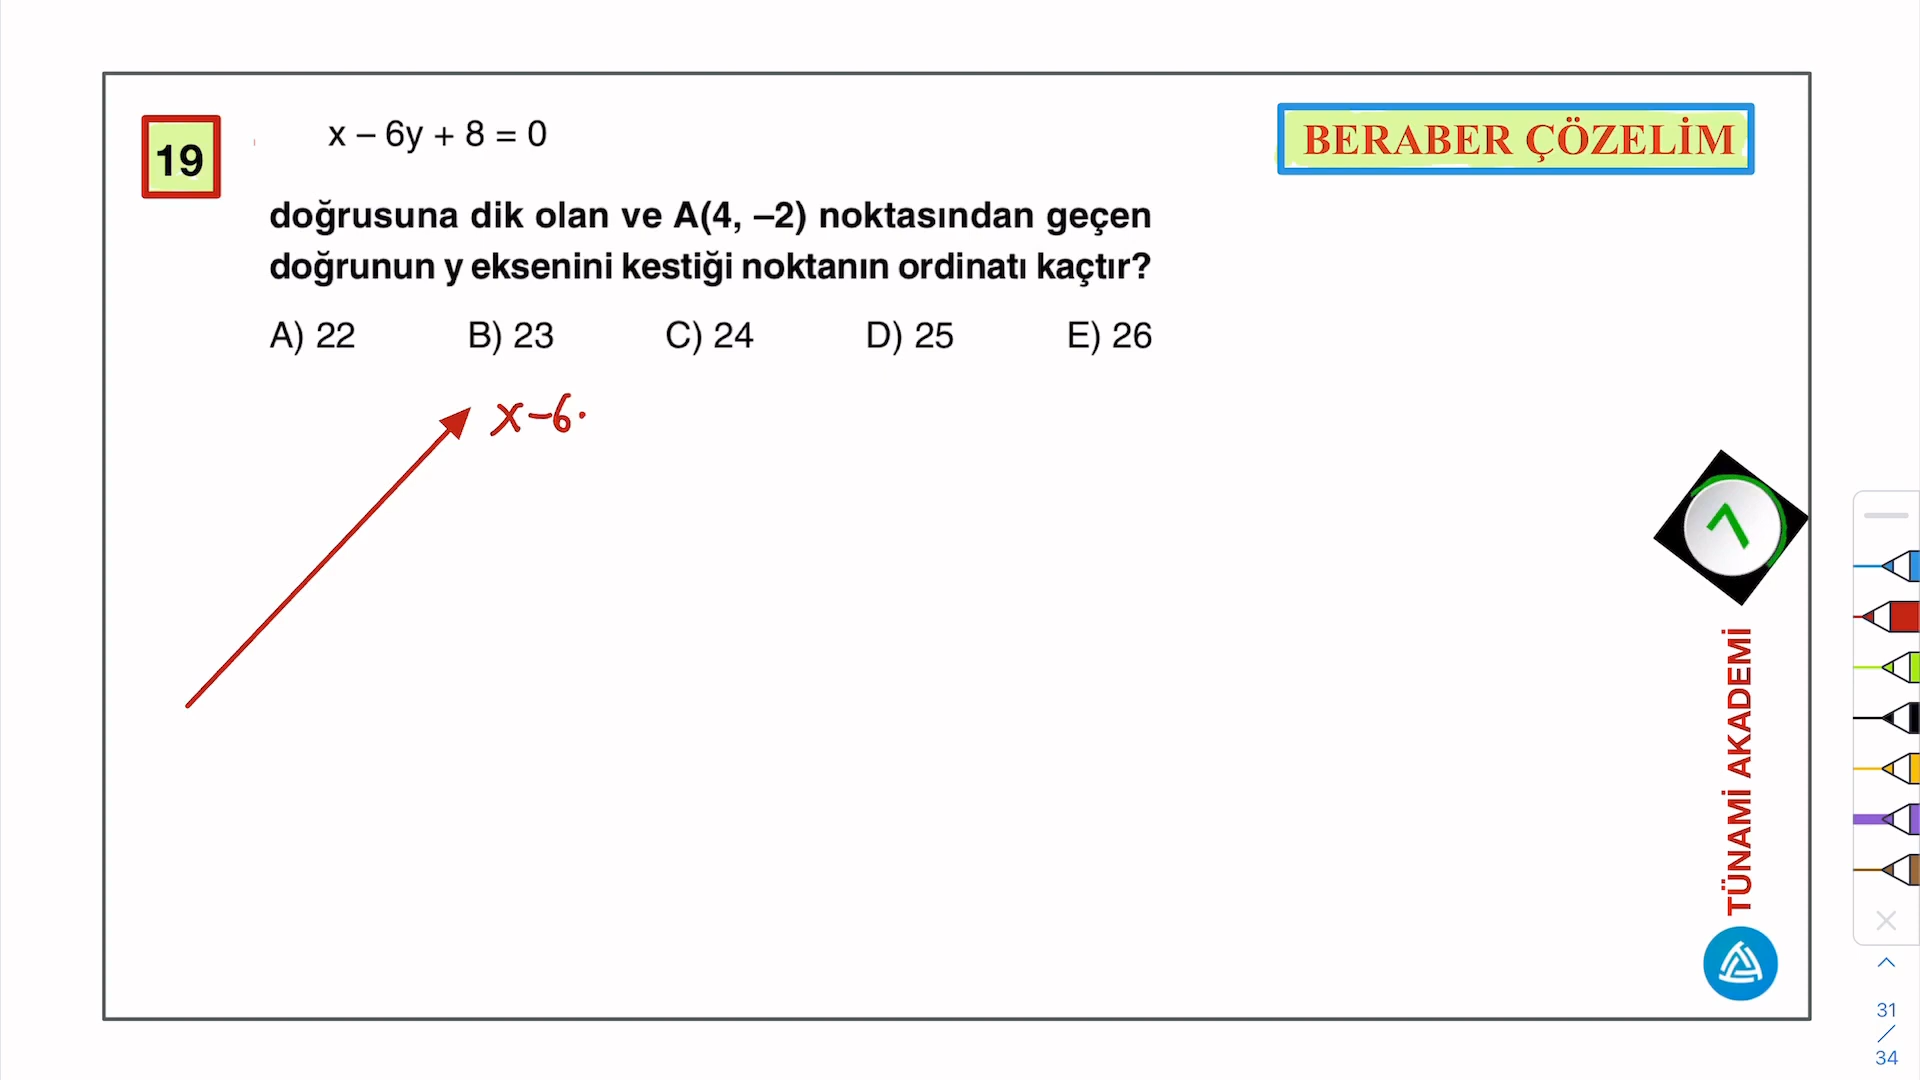 19
x – 6y + 8 = 0
BERABER ÇÖZELİM
doğrusuna dik olan ve A(4, –2) noktasından geçen
doğrunun y eksenini kestiği noktanın ordinatı kaçtır?
A) 22 B) 23 C) 24 D) 25 E) 26
x-6
TÜNAMİ AKADEMİ
31
/
34